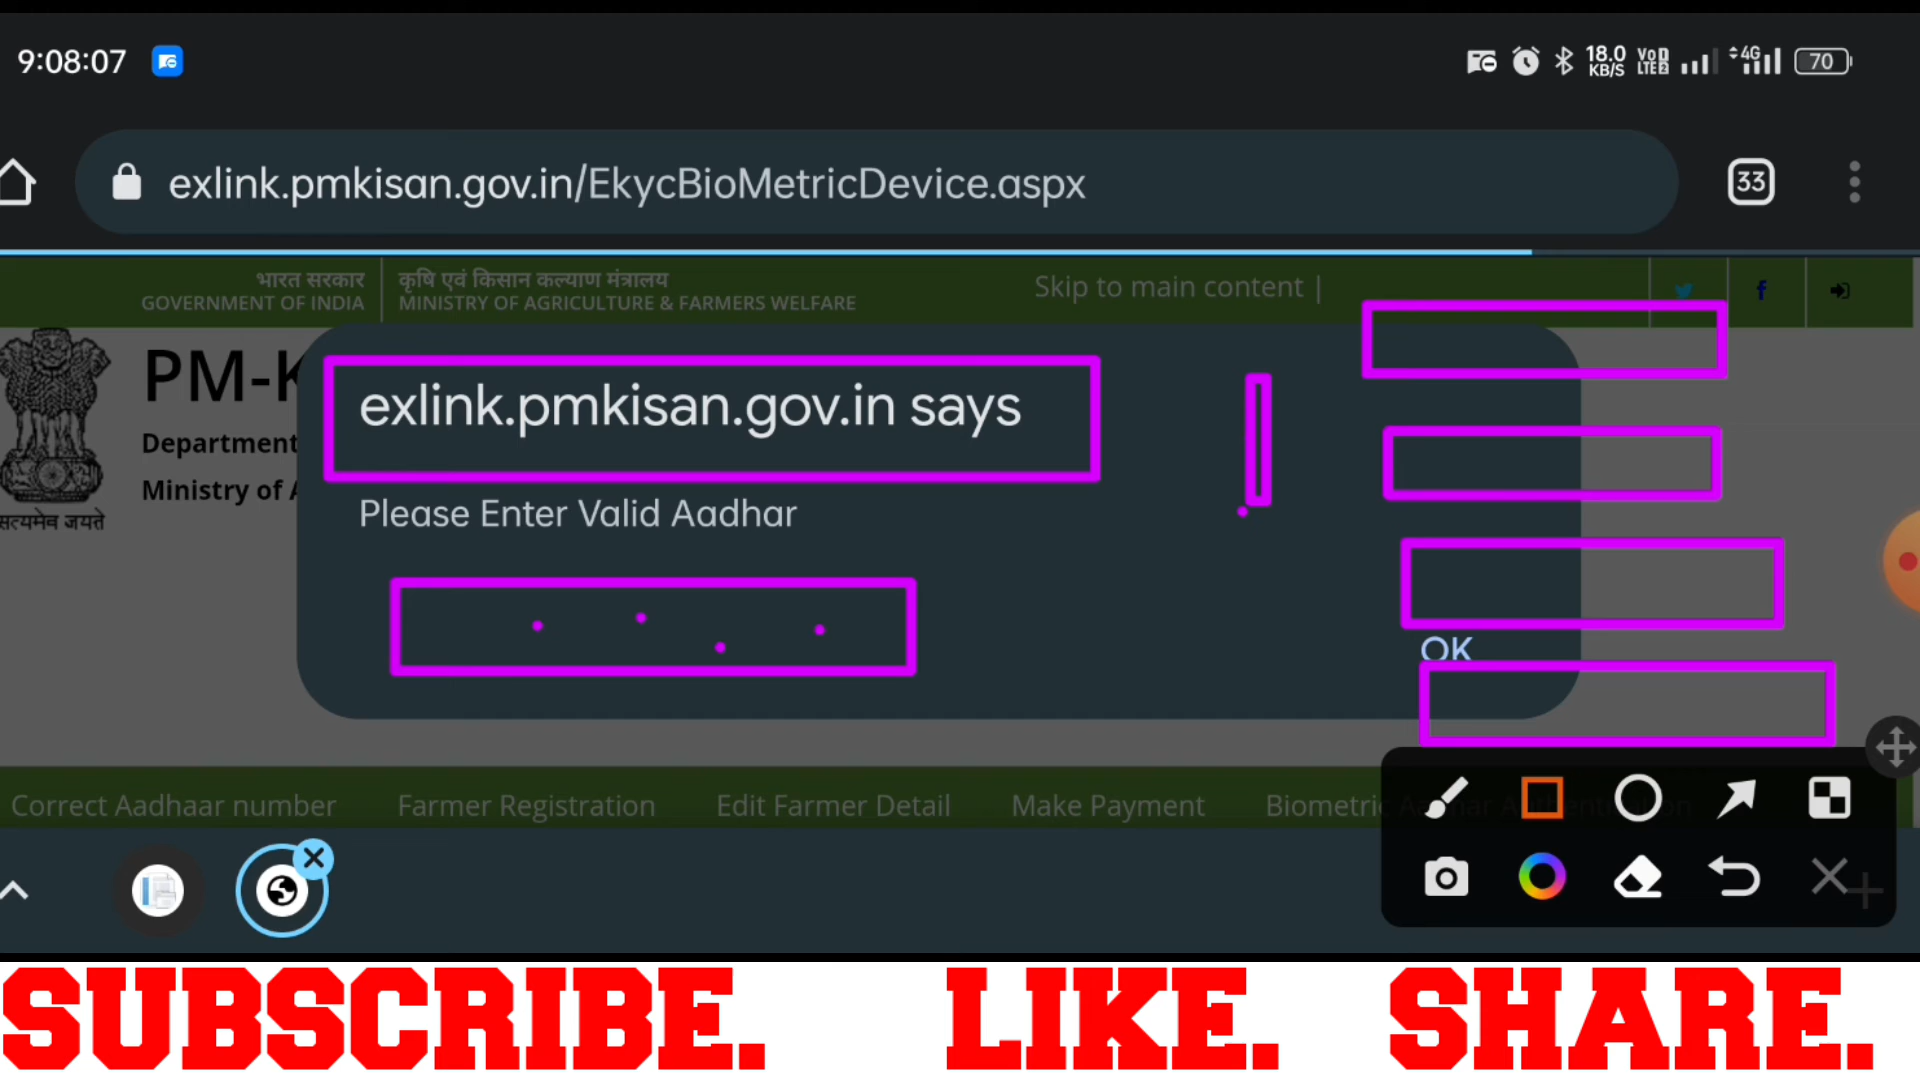 9:08:07
18.0 KB/S Vo LTE2 4G 70
exlink.pmkisan.gov.in/EkycBioMetricDevice.aspx
33
भारत सरकार
GOVERNMENT OF INDIA
कृषि एवं किसान कल्याण मंत्रालय
MINISTRY OF AGRICULTURE & FARMERS WELFARE
Skip to main content |
PM-K
Department
Ministry of A
सत्यमेव जयते
exlink.pmkisan.gov.in says
Please Enter Valid Aadhar
OK
Correct Aadhaar number Farmer Registration Edit Farmer Detail Make Payment Biometric
SUBSCRIBE. LIKE. SHARE.